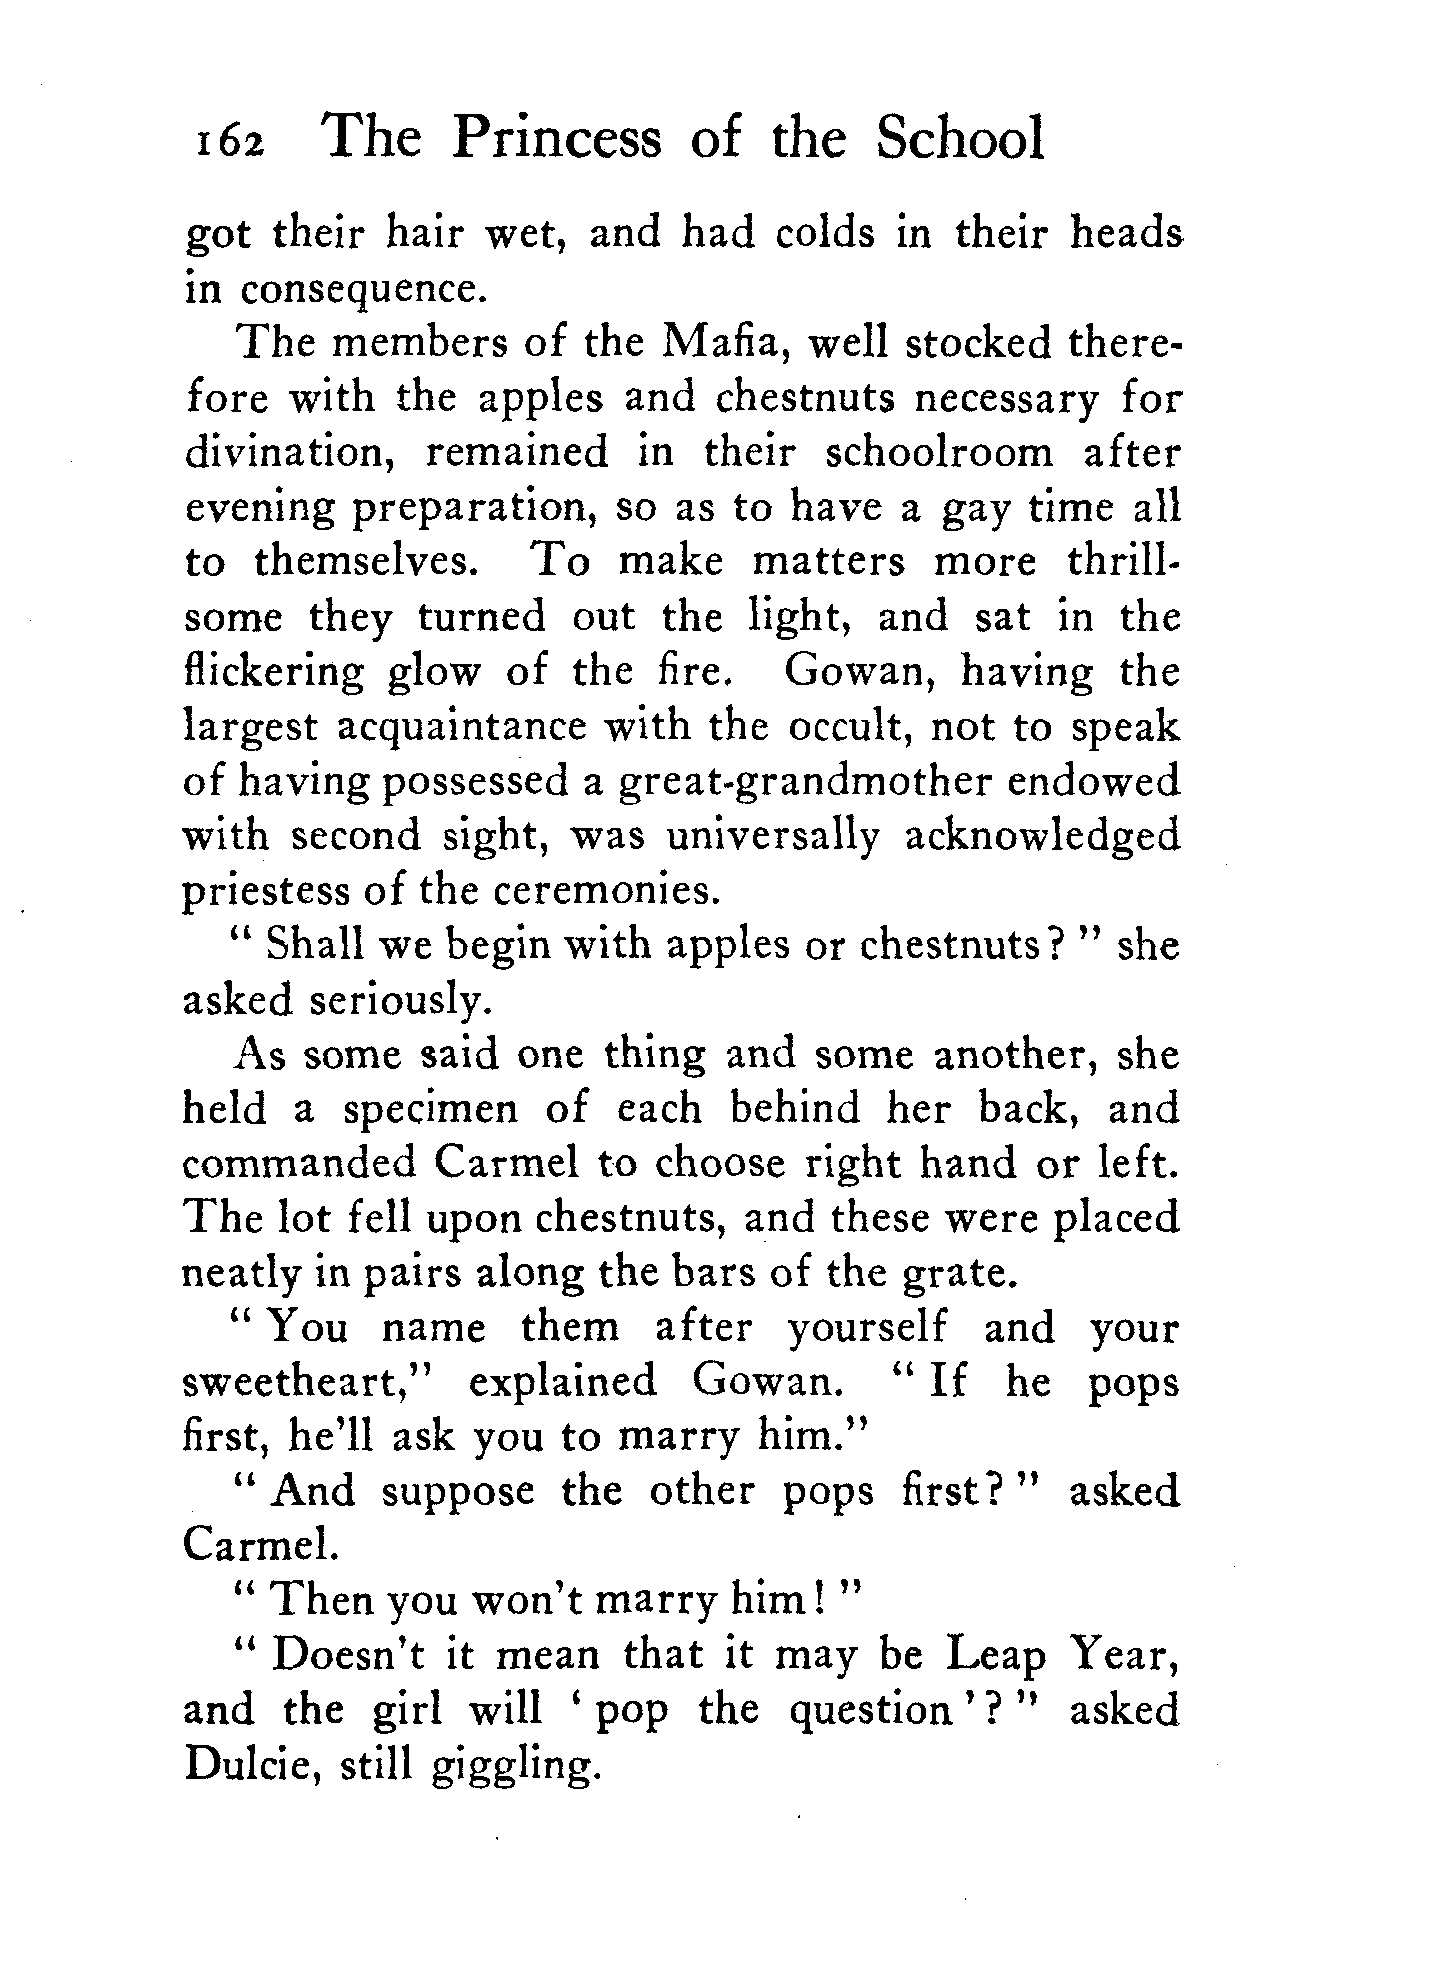 162 The Princess of the School
got their hair wet, and had colds in their heads
in consequence.
The members of the Mafia, well stocked there-
fore with the apples and chestnuts necessary for
divination, remained in their schoolroom after
evening preparation, so as to have a gay time all
to themselves. To make matters more thrill-
some they turned out the light, and sat in the
flickering glow of the fire. Gowan, having the
largest acquaintance with the occult, not to speak
of having possessed a great-grandmother endowed
with second sight, was universally acknowledged
priestess of the ceremonies.
“ Shall we begin with apples or chestnuts? ” she
asked seriously.
As some said one thing and some another, she
held a specimen of each behind her back, and
commanded Carmel to choose right hand or left.
The lot fell upon chestnuts, and these were placed
neatly in pairs along the bars of the grate.
“ You name them after yourself and your
sweetheart,” explained Gowan. “ If he pops
first, he’ll ask you to marry him.”
“ And suppose the other pops first? ” asked
Carmel.
“ Then you won’t marry him! ”
“ Doesn’t it mean that it may be Leap Year,
and the girl will ‘ pop the question ’? ” asked
Dulcie, still giggling.